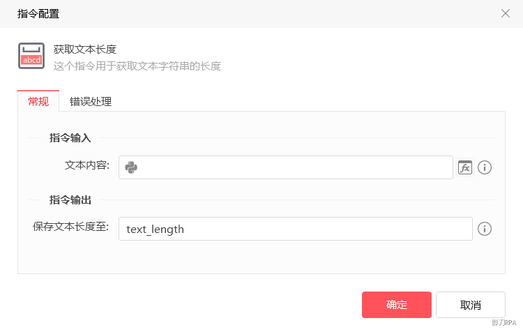 指令配置
abcd
获取文本长度
这个指令用于获取文本字符串的长度
常规
错误处理
指令输入
文本内容:
fx
指令输出
保存文本长度至:
text_length
确定
取消
影刀RPA